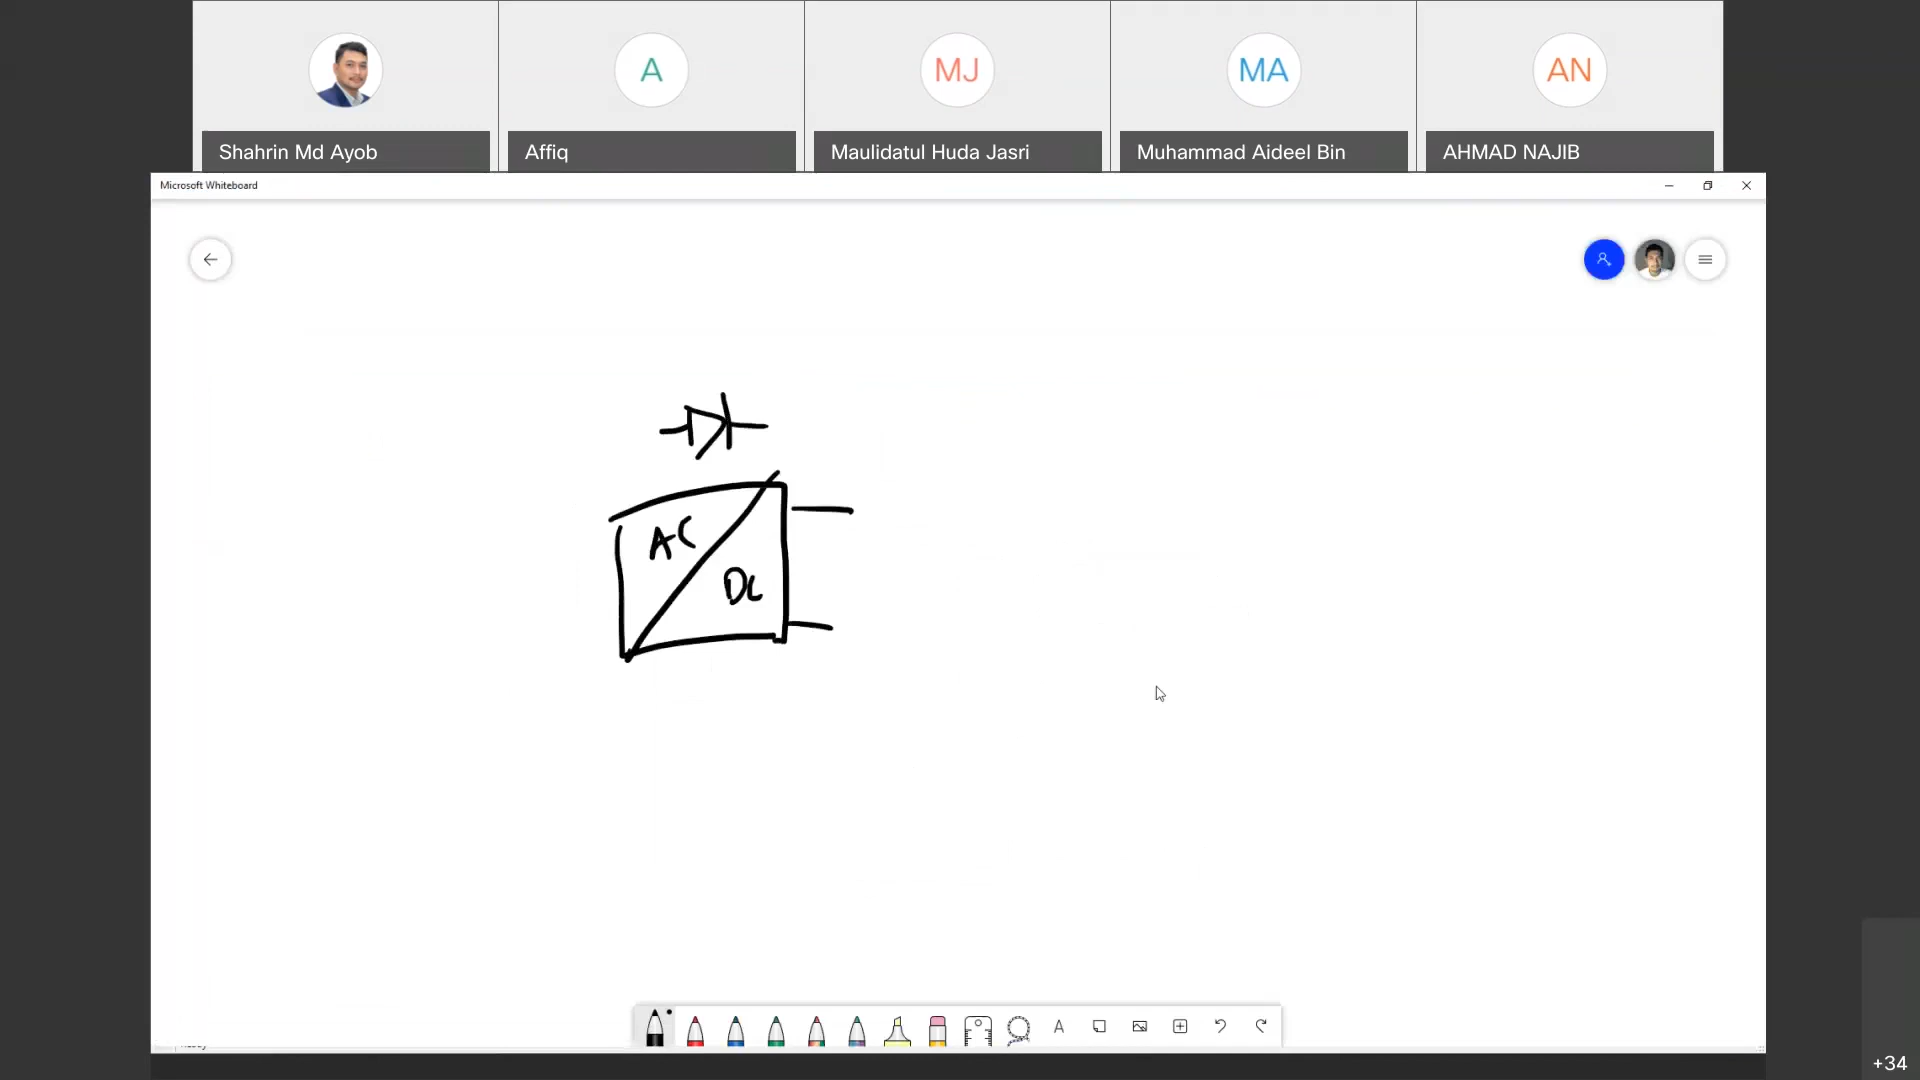 A
MJ
MA
AN
Shahrin Md Ayob
Affiq
Maulidatul Huda Jasri
Muhammad Aideel Bin
AHMAD NAJIB
Microsoft Whiteboard
AC
DC
A
+34